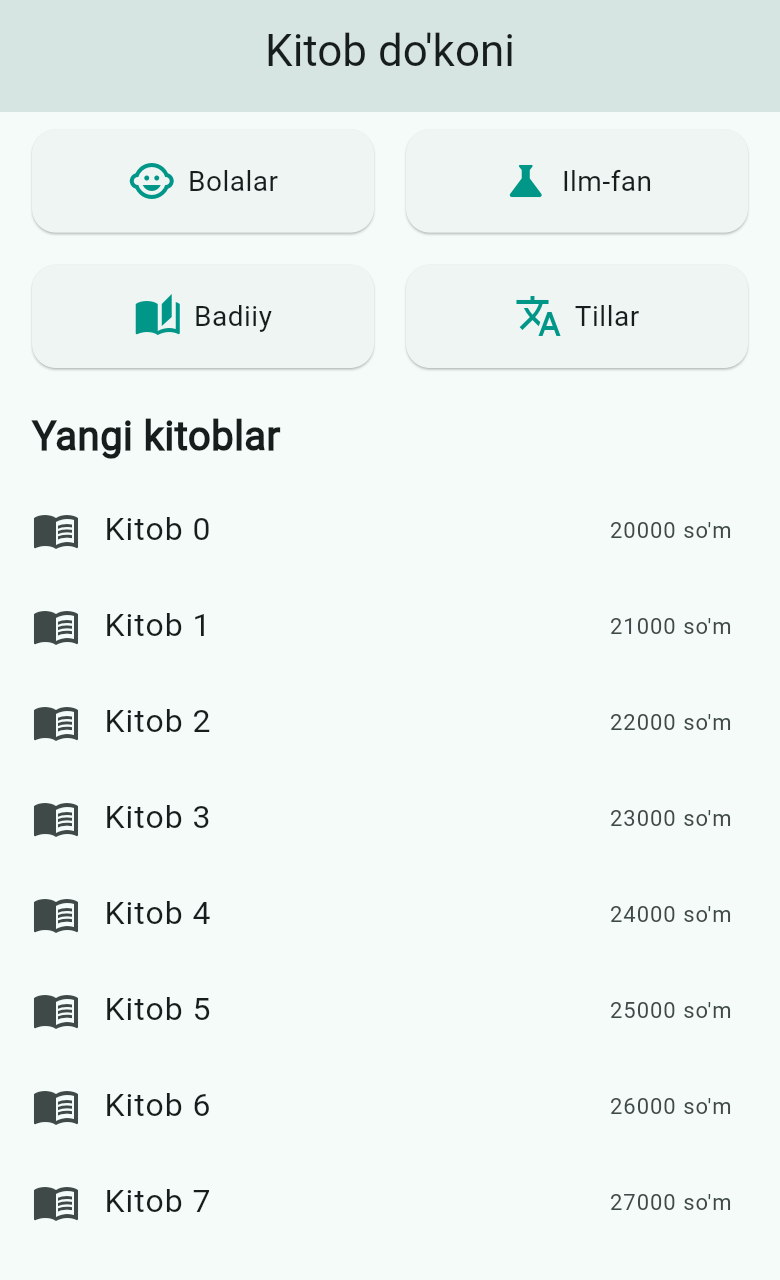 Kitob do'koni
Bolalar
Ilm-fan
Badiiy
Tillar
Yangi kitoblar
Kitob 0 20000 so'm
Kitob 1 21000 so'm
Kitob 2 22000 so'm
Kitob 3 23000 so'm
Kitob 4 24000 so'm
Kitob 5 25000 so'm
Kitob 6 26000 so'm
Kitob 7 27000 so'm